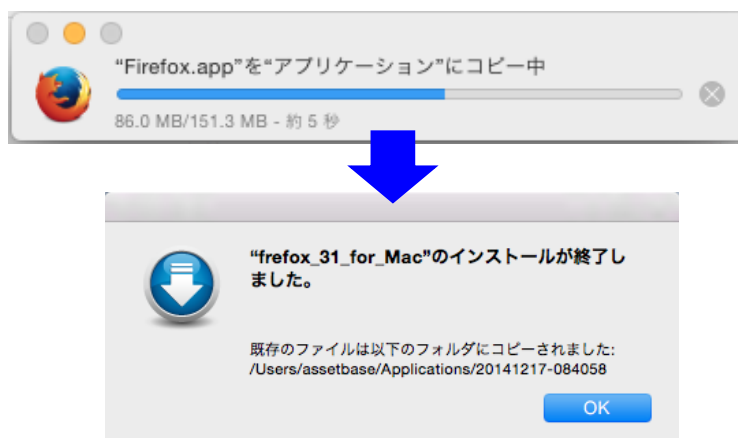 “Firefox.app”を“アプリケーション”にコピー中
86.0 MB/151.3 MB - 約 5 秒
“frefox_31_for_Mac”のインストールが終了し
ました。
既存のファイルは以下のフォルダにコピーされました:
/Users/assetbase/Applications/20141217-084058
OK